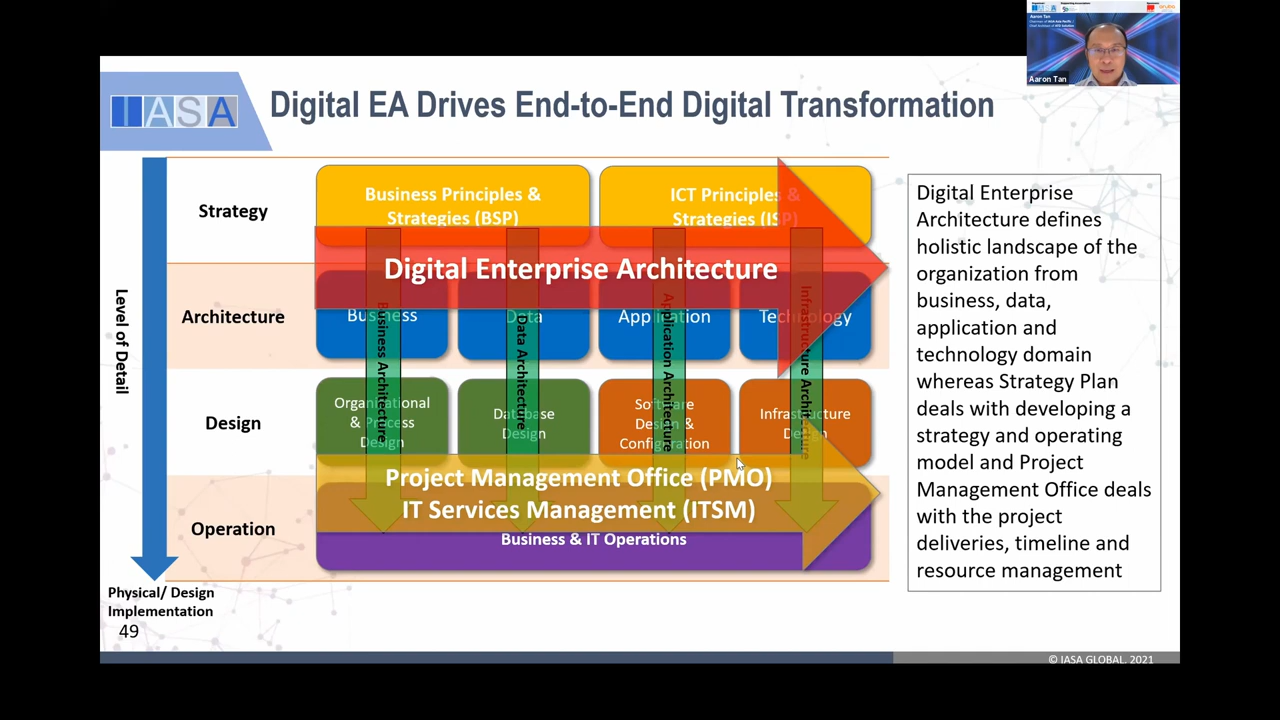 Aaron Tan
Aaron Tan
IASA
Digital EA Drives End-to-End Digital Transformation
Level of Detail
Strategy
Business Principles &
Strategies (BSP)
ICT Principles &
Strategies (ISP)
Digital Enterprise Architecture
Architecture
Business
Data
Application
Technology
Business Architecture
Data Architecture
Application Architecture
Infrastructure Architecture
Design
Organizational
& Process
Design
Database
Design
Software
Design &
Configuration
Infrastructure
Design
Project Management Office (PMO)
IT Services Management (ITSM)
Operation
Business & IT Operations
Physical/ Design
Implementation
49
Digital Enterprise
Architecture defines
holistic landscape of the
organization from
business, data,
application and
technology domain
whereas Strategy Plan
deals with developing a
strategy and operating
model and Project
Management Office deals
with the project
deliveries, timeline and
resource management
© IASA GLOBAL, 2021